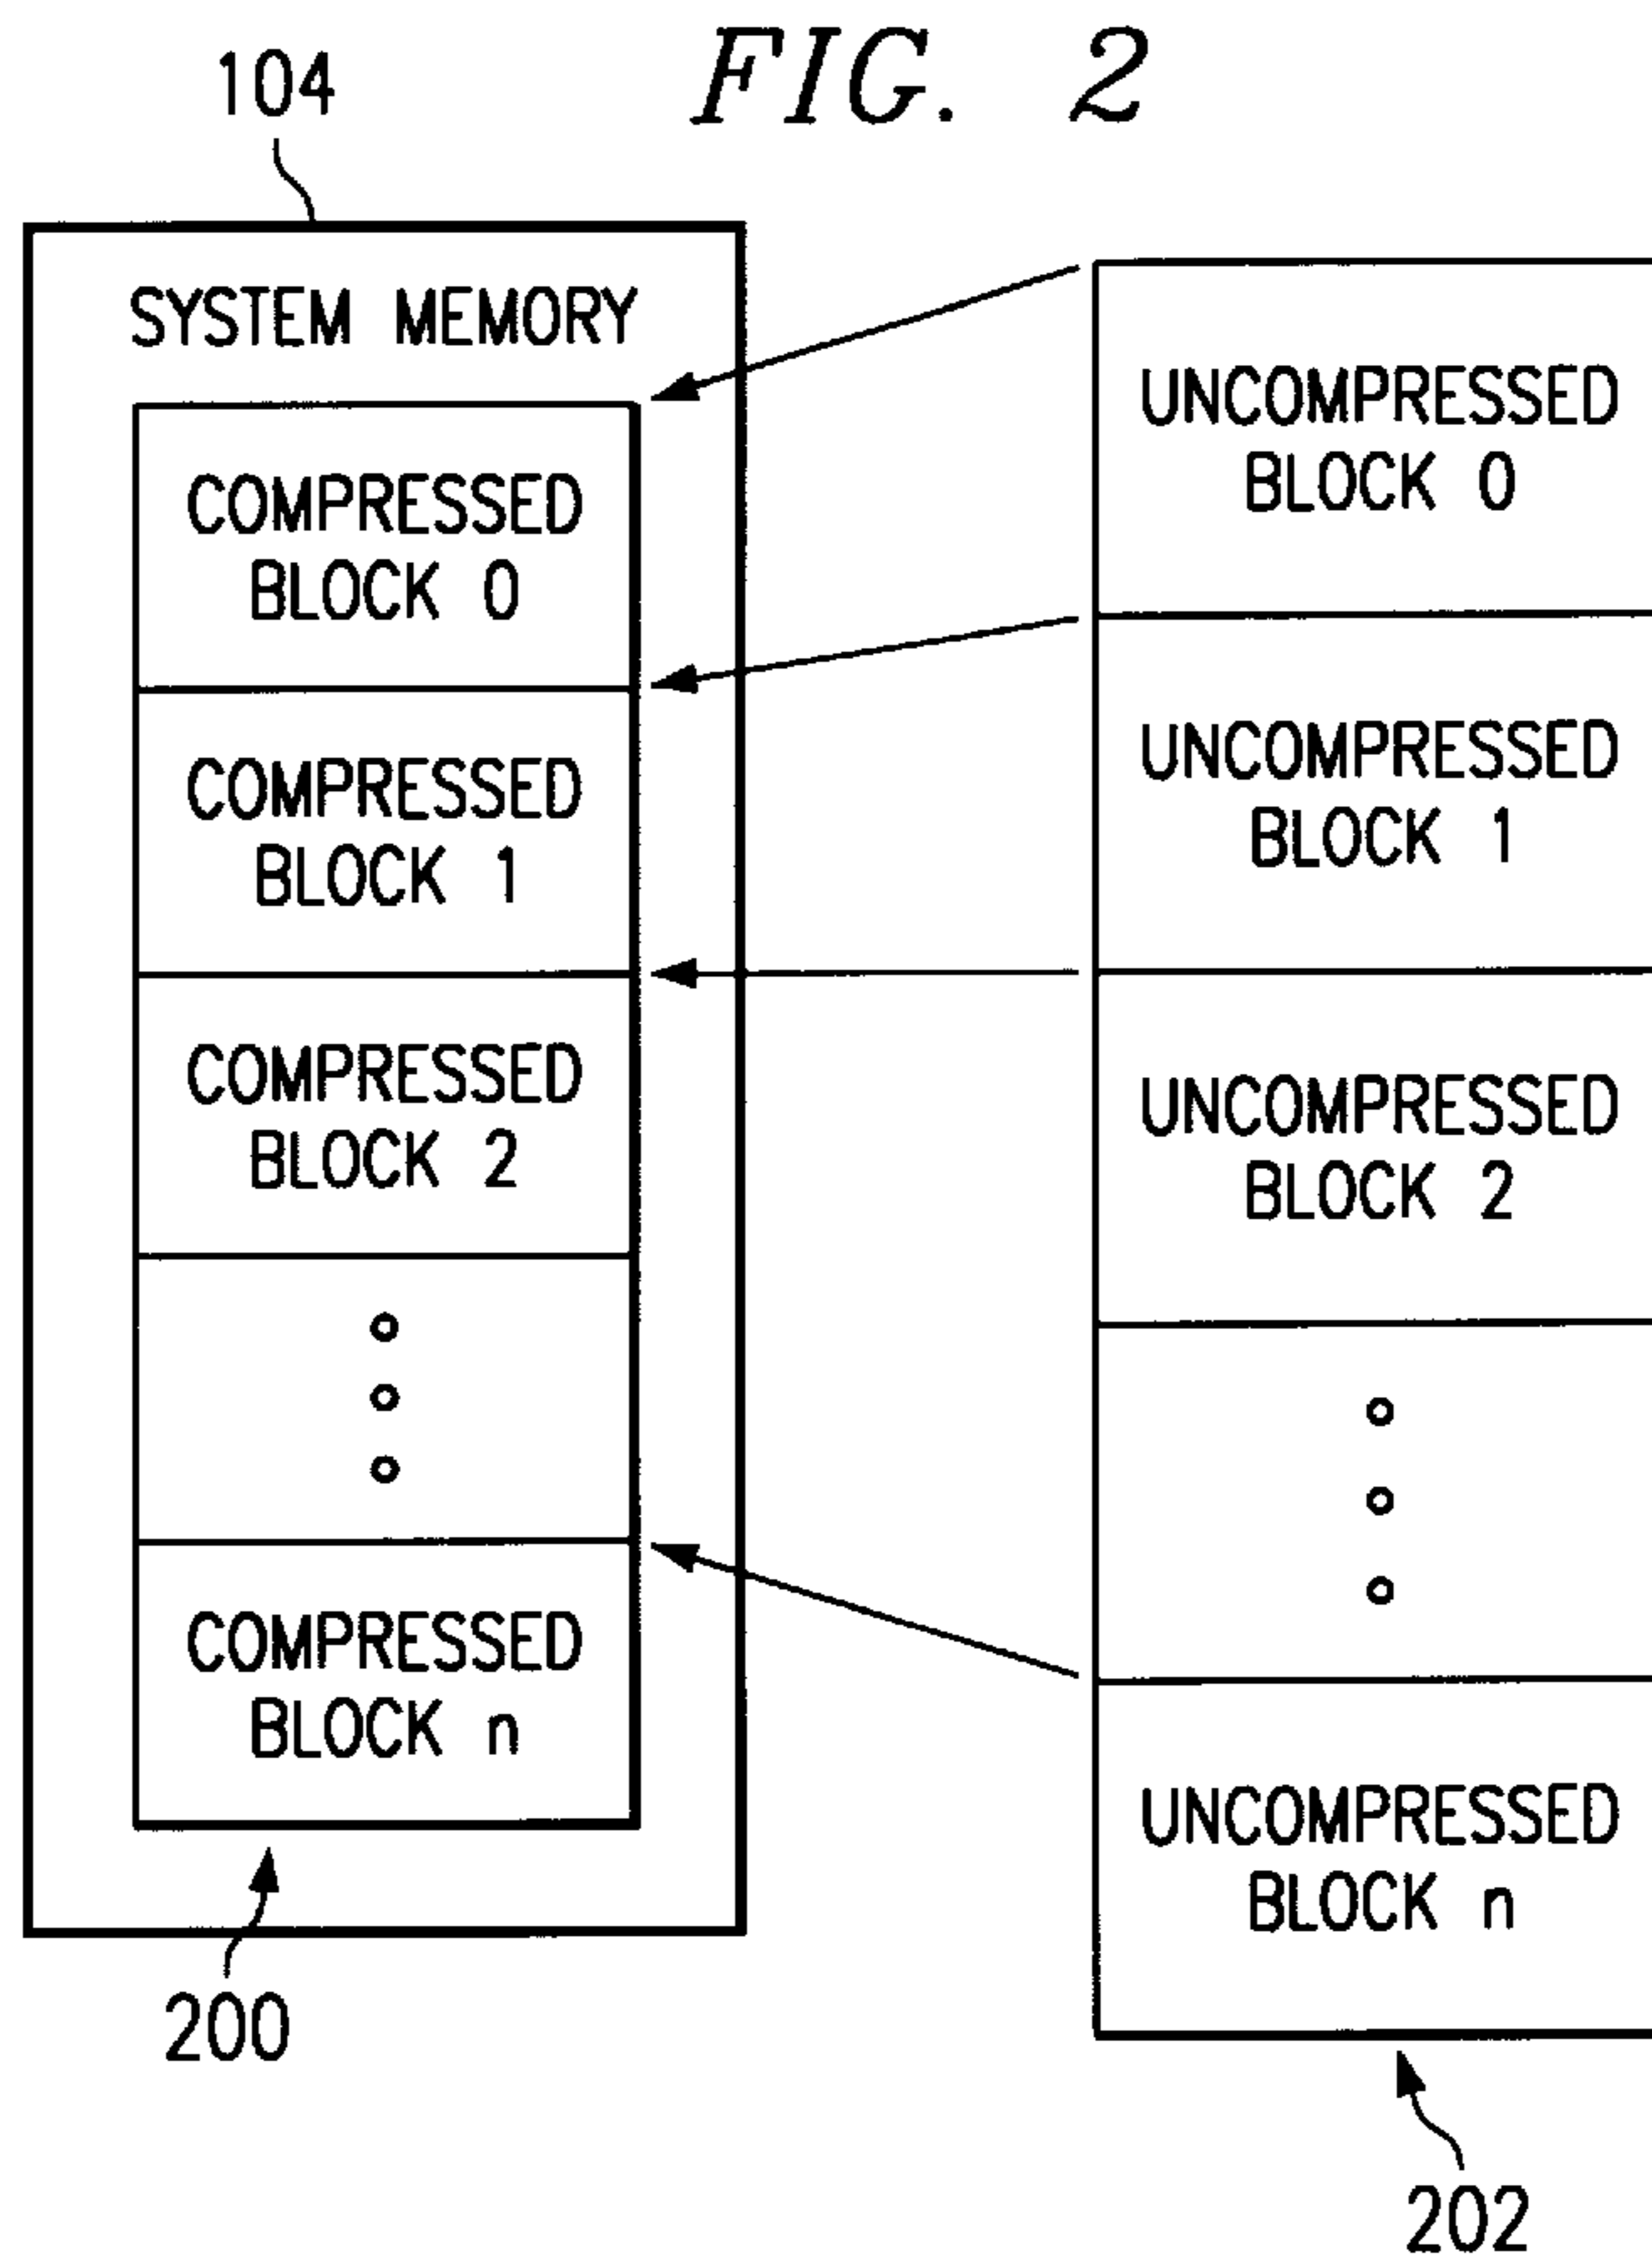 FIG. 2
104
SYSTEM MEMORY
COMPRESSED
BLOCK 0
COMPRESSED
BLOCK 1
COMPRESSED
BLOCK 2
COMPRESSED
BLOCK n
200
UNCOMPRESSED
BLOCK 0
UNCOMPRESSED
BLOCK 1
UNCOMPRESSED
BLOCK 2
UNCOMPRESSED
BLOCK n
202